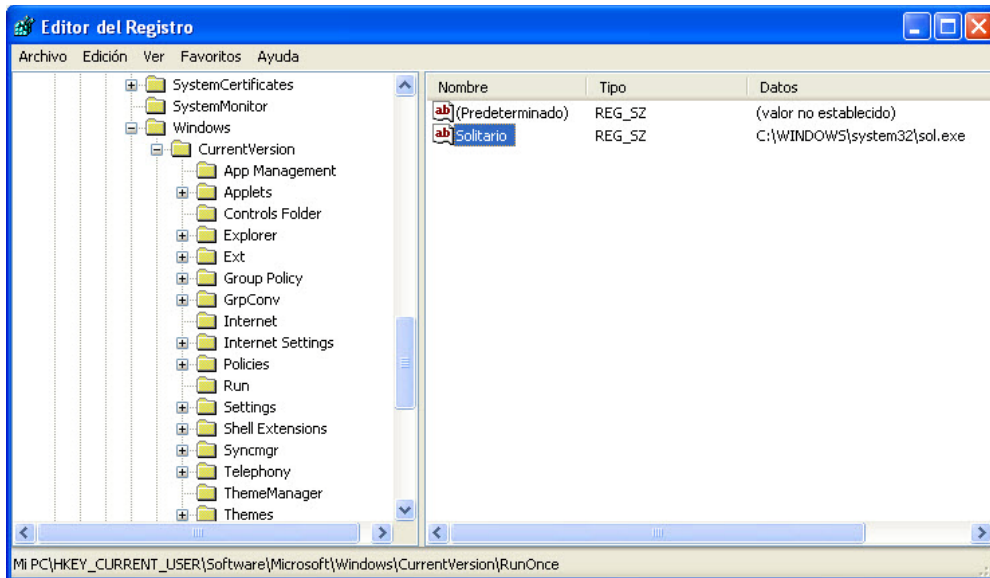 Editor del Registro
Archivo Edición Ver Favoritos Ayuda
SystemCertificates
SystemMonitor
Windows
CurrentVersion
App Management
Applets
Controls Folder
Explorer
Ext
Group Policy
GrpConv
Internet
Internet Settings
Policies
Run
Settings
Shell Extensions
Syncmgr
Telephony
ThemeManager
Themes
Nombre Tipo Datos
ab (Predeterminado) REG_SZ (valor no establecido)
ab Solitario REG_SZ C:\WINDOWS\system32\sol.exe
Mi PC\HKEY_CURRENT_USER\Software\Microsoft\Windows\CurrentVersion\RunOnce